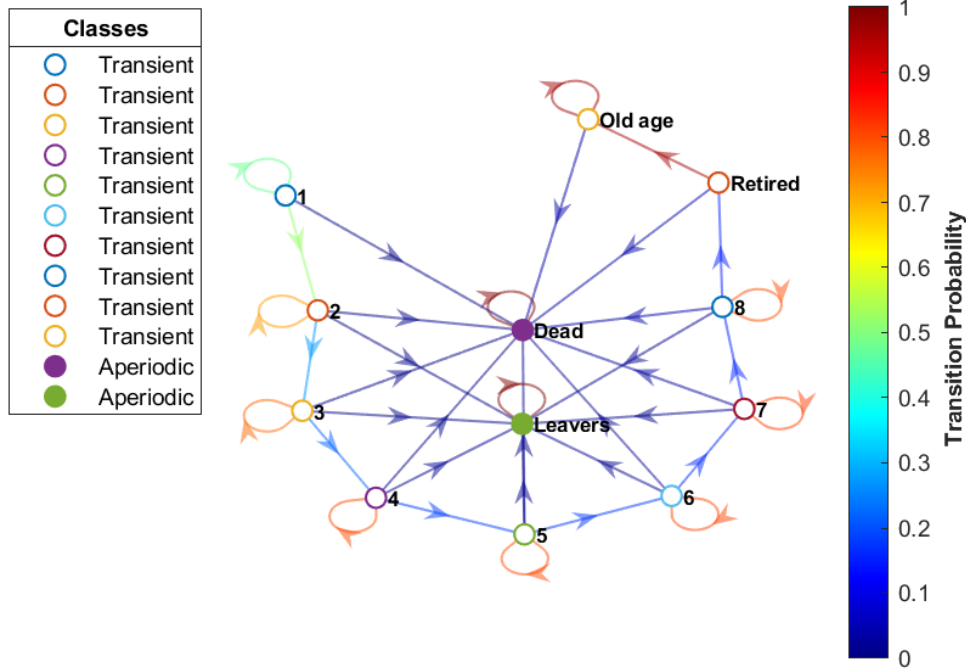 Classes
Transient
Transient
Transient
Transient
Transient
Transient
Transient
Transient
Transient
Transient
Aperiodic
Aperiodic
Old age
Retired
1
2
Dead
8
3
Leavers
7
4
6
5
1
0.9
0.8
0.7
0.6
0.5
0.4
0.3
0.2
0.1
0
Transition Probability